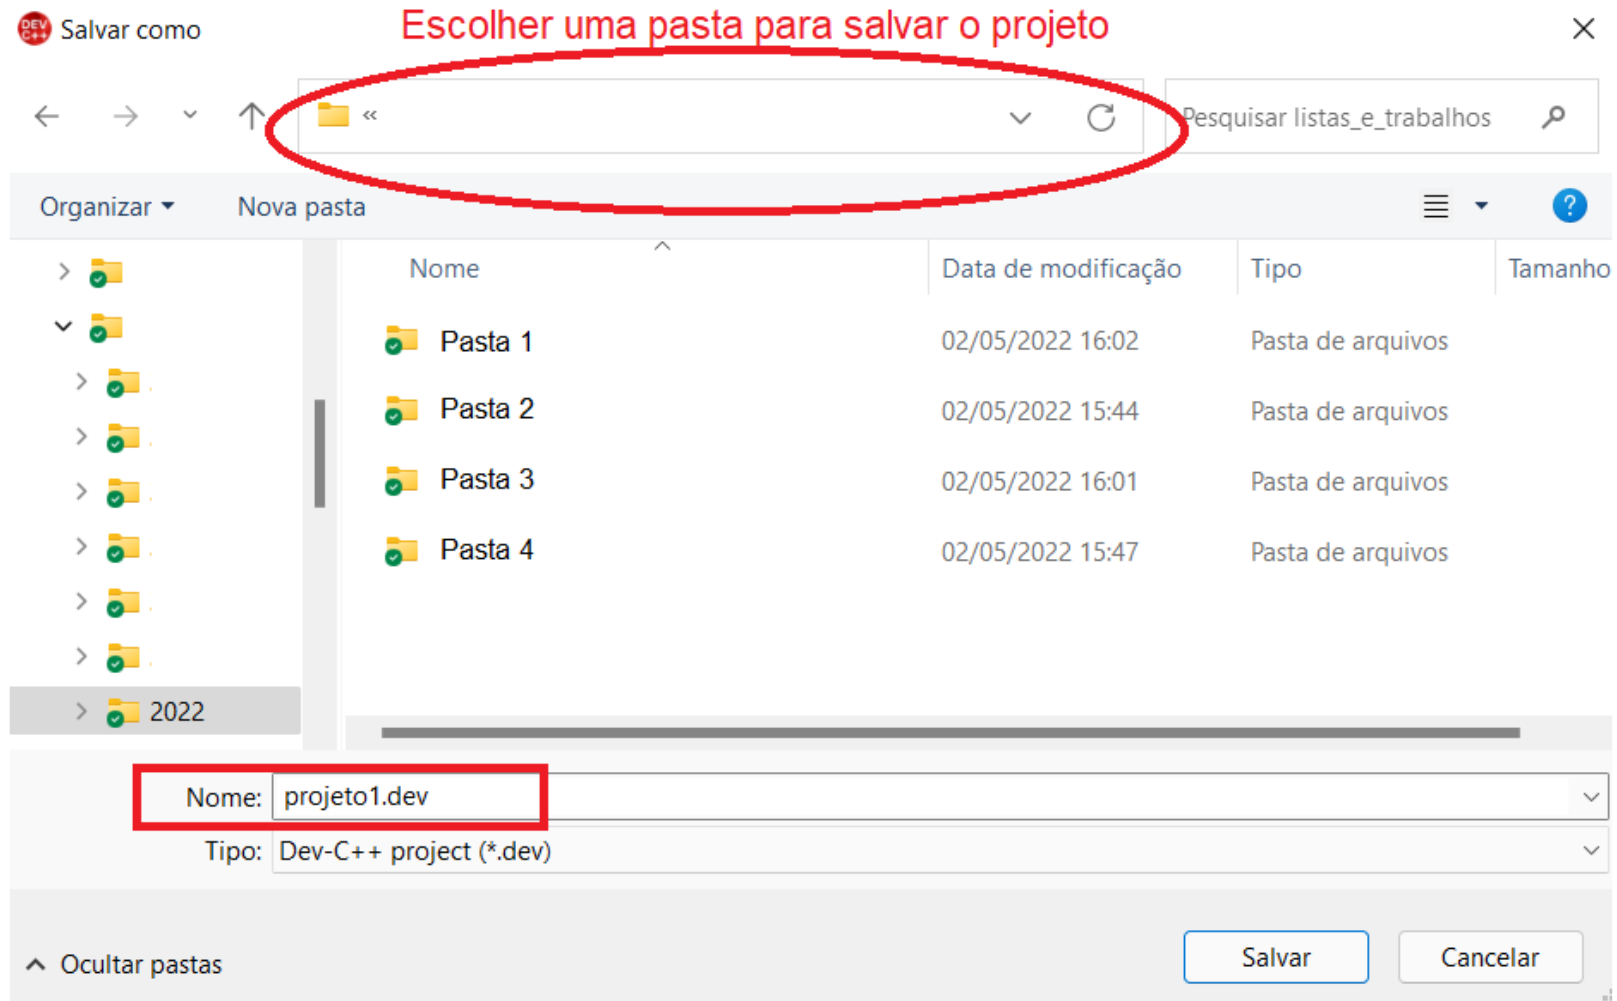 Escolher uma pasta para salvar o projeto
DEV C++ Salvar como
«
Pesquisar listas_e_trabalhos
Organizar Nova pasta
?
Nome Data de modificação Tipo Tamanho
Pasta 1 02/05/2022 16:02 Pasta de arquivos
Pasta 2 02/05/2022 15:44 Pasta de arquivos
Pasta 3 02/05/2022 16:01 Pasta de arquivos
Pasta 4 02/05/2022 15:47 Pasta de arquivos
2022
Nome: projeto1.dev
Tipo: Dev-C++ project (*.dev)
Ocultar pastas Salvar Cancelar